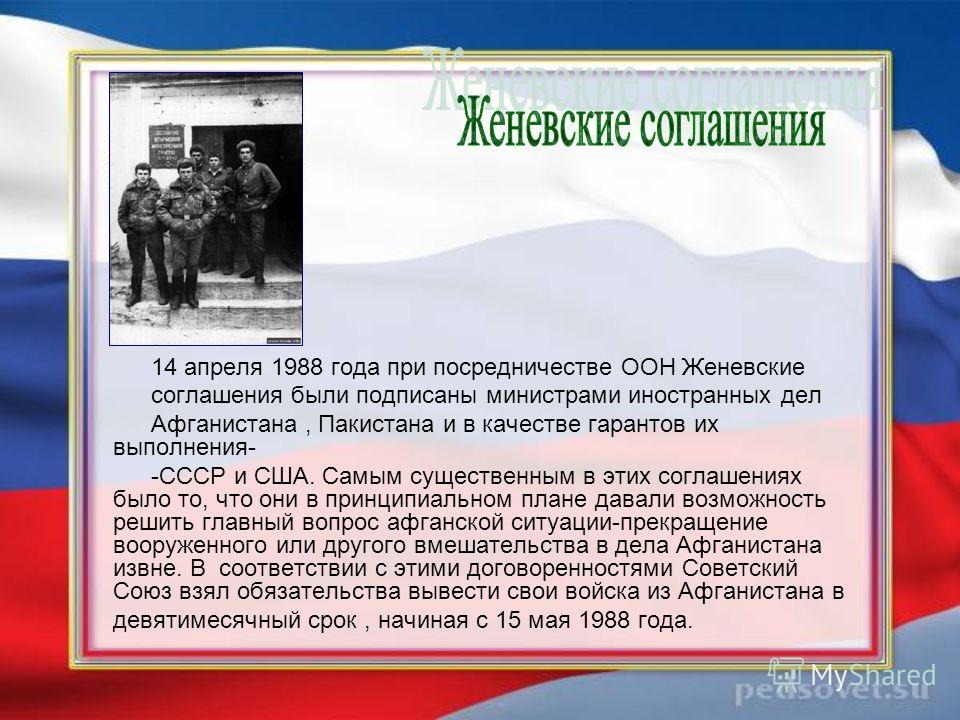 Женевские соглашения
14 апреля 1988 года при посредничестве ООН Женевские
соглашения были подписаны министрами иностранных дел
Афганистана , Пакистана и в качестве гарантов их
выполнения-
-СССР и США. Самым существенным в этих соглашениях
было то, что они в принципиальном плане давали возможность
решить главный вопрос афганской ситуации-прекращение
вооруженного или другого вмешательства в дела Афганистана
извне. В соответствии с этими договоренностями Советский
Союз взял обязательства вывести свои войска из Афганистана в
девятимесячный срок , начиная с 15 мая 1988 года.
MyShared
pedsovet.su